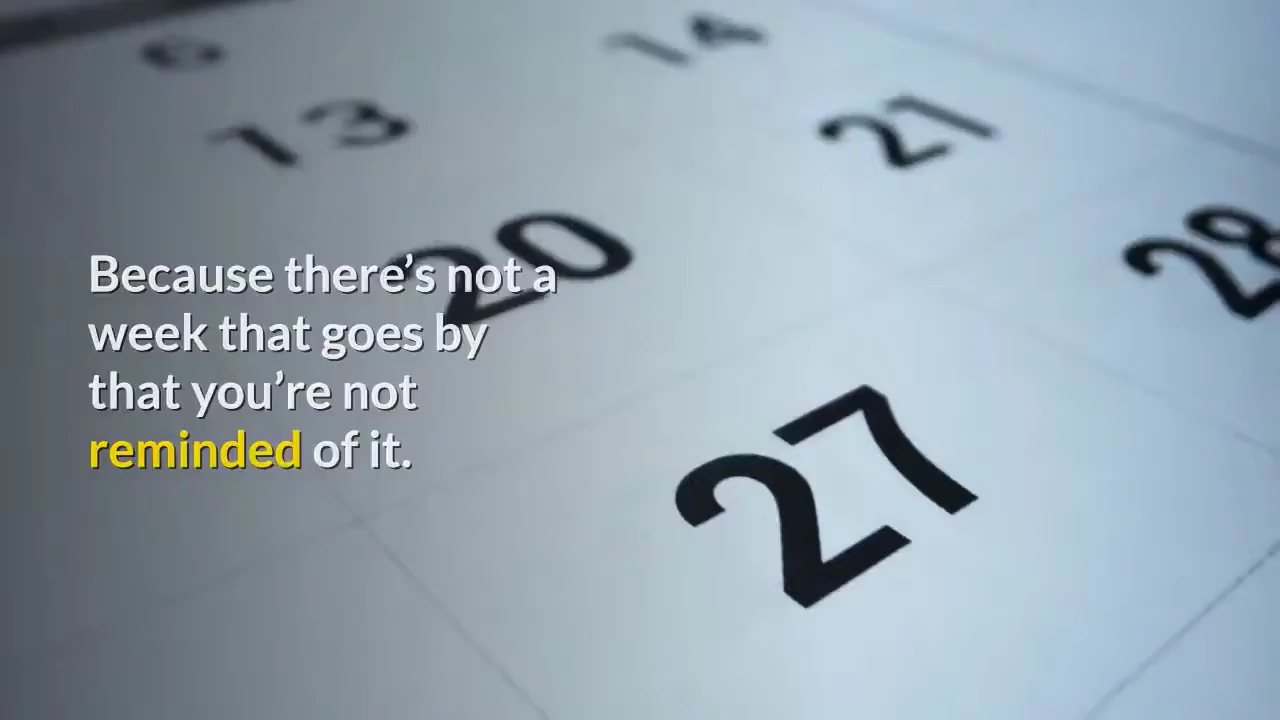 6
14
13
21
20
28
Because there’s not a
week that goes by
that you’re not
reminded of it.
27